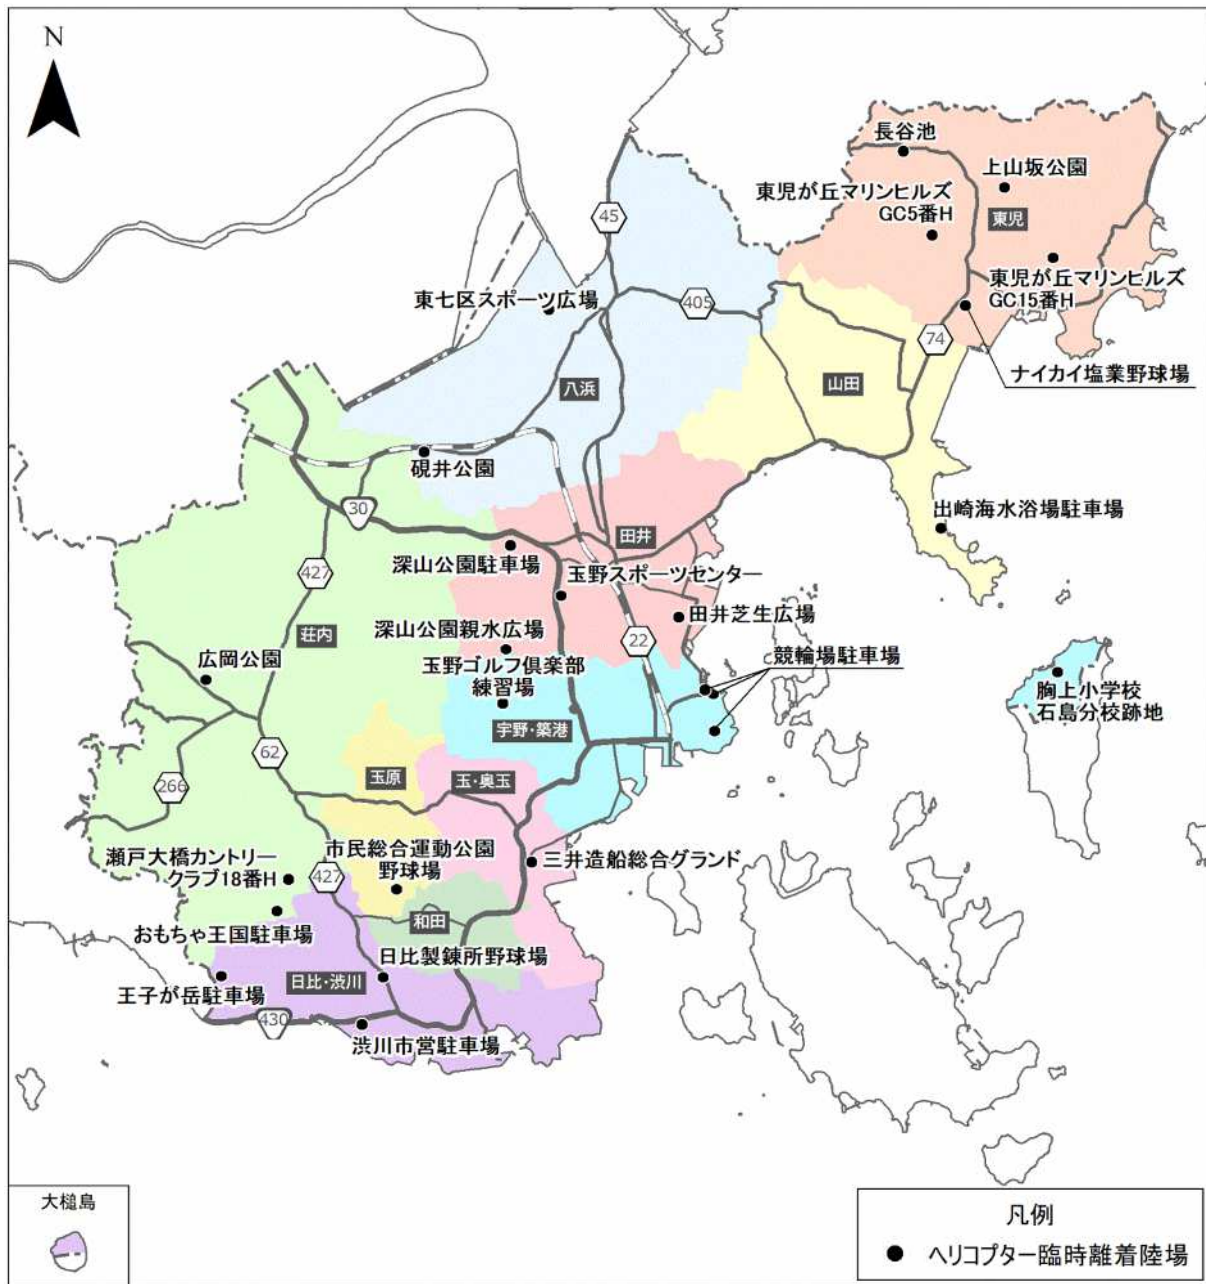 N
長谷池
上山坂公園
東児が丘マリンヒルズ
GC5番H
東児
45
東児が丘マリンヒルズ
GC15番H
東七区スポーツ広場
405
74
ナイカイ塩業野球場
八浜
山田
硯井公園
30
出崎海水浴場駐車場
田井
深山公園駐車場
427
玉野スポーツセンター
田井芝生広場
深山公園親水広場
荘内
22
広岡公園
玉野ゴルフ倶楽部
練習場
競輪場駐車場
胸上小学校
石島分校跡地
宇野・築港
62
玉原
玉・奥玉
266
市民総合運動公園
野球場
瀬戸大橋カントリー
クラブ18番H
427
三井造船総合グランド
おもちゃ王国駐車場
和田
日比製錬所野球場
日比・渋川
王子が岳駐車場
430
渋川市営駐車場
大槌島
凡例
ヘリコプター臨時離着陸場